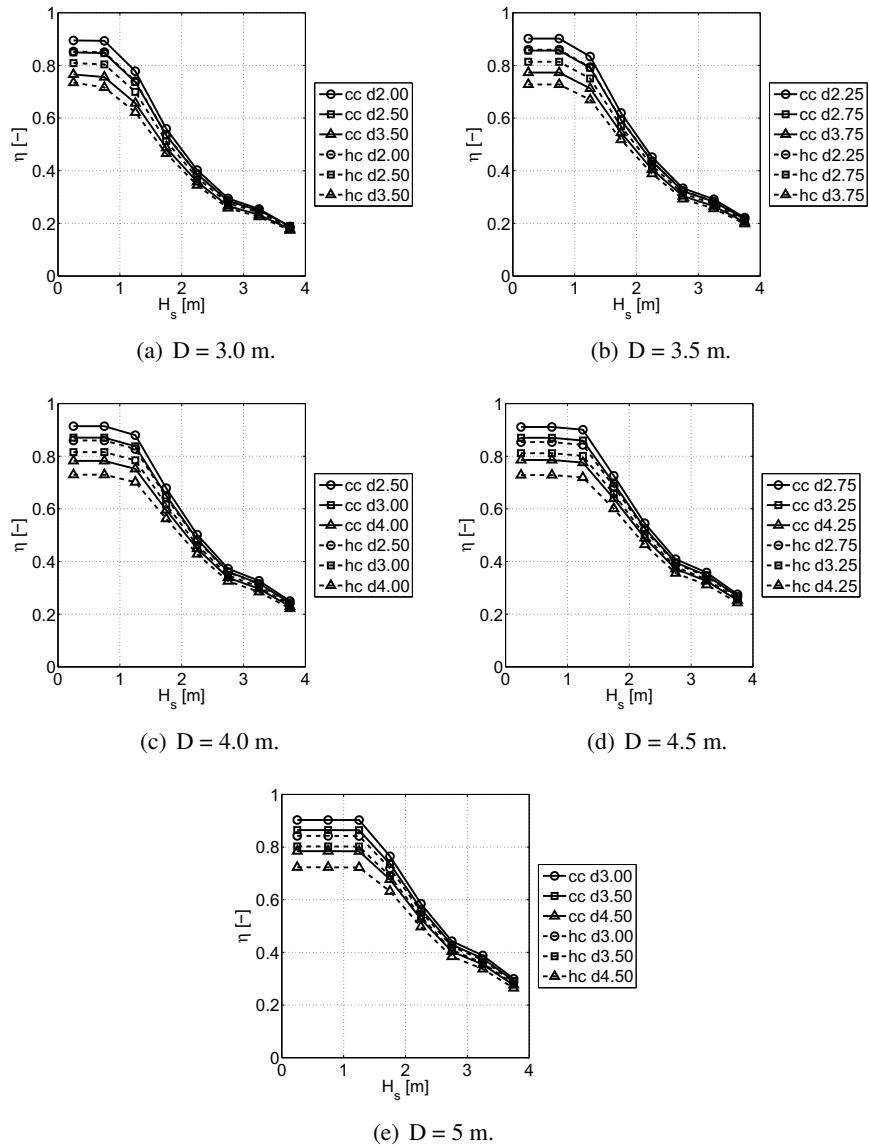 1
0.8
0.6
0.4
0.2
0
η [−]
0 1 2 3 4
H_s [m]
cc d2.00
cc d2.50
cc d3.50
hc d2.00
hc d2.50
hc d3.50
(a) D = 3.0 m.
1
0.8
0.6
0.4
0.2
0
η [−]
0 1 2 3 4
H_s [m]
cc d2.25
cc d2.75
cc d3.75
hc d2.25
hc d2.75
hc d3.75
(b) D = 3.5 m.
1
0.8
0.6
0.4
0.2
0
η [−]
0 1 2 3 4
H_s [m]
cc d2.50
cc d3.00
cc d4.00
hc d2.50
hc d3.00
hc d4.00
(c) D = 4.0 m.
1
0.8
0.6
0.4
0.2
0
η [−]
0 1 2 3 4
H_s [m]
cc d2.75
cc d3.25
cc d4.25
hc d2.75
hc d3.25
hc d4.25
(d) D = 4.5 m.
1
0.8
0.6
0.4
0.2
0
η [−]
0 1 2 3 4
H_s [m]
cc d3.00
cc d3.50
cc d4.50
hc d3.00
hc d3.50
hc d4.50
(e) D = 5 m.